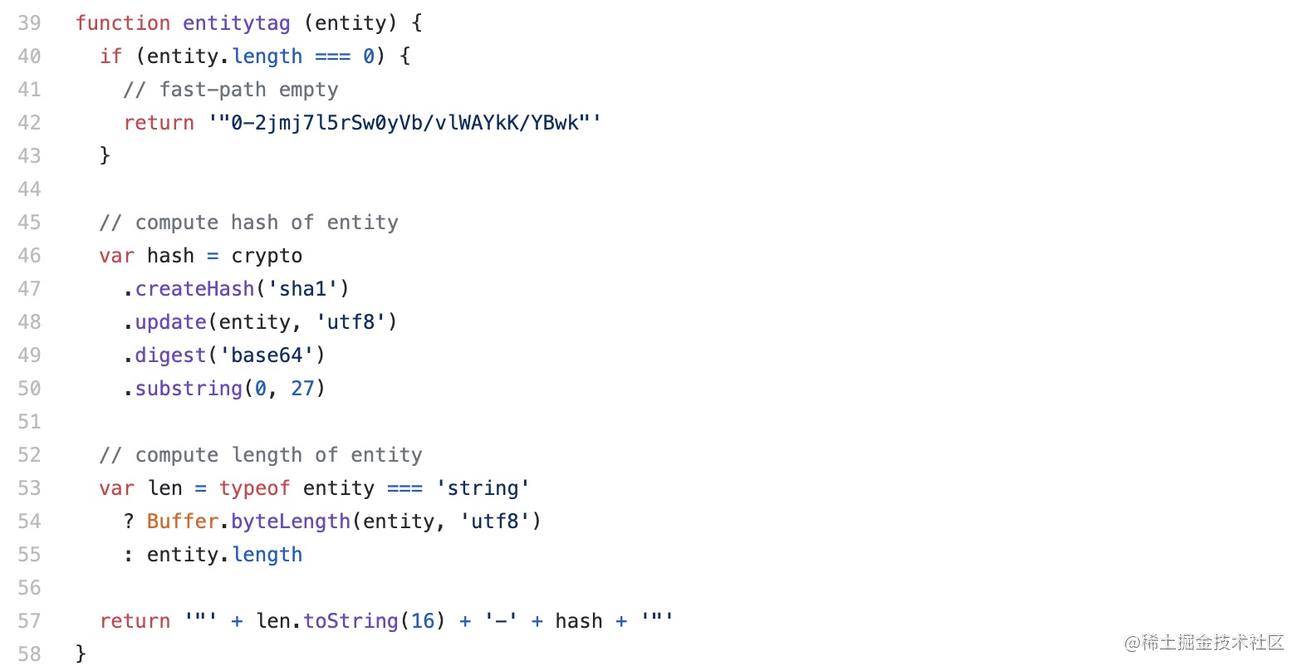 39 function entitytag (entity) {
40   if (entity.length === 0) {
41     // fast-path empty
42     return '"0-2jmj7l5rSw0yVb/vlWAYkK/YBwk"'
43   }
44
45   // compute hash of entity
46   var hash = crypto
47     .createHash('sha1')
48     .update(entity, 'utf8')
49     .digest('base64')
50     .substring(0, 27)
51
52   // compute length of entity
53   var len = typeof entity === 'string'
54     ? Buffer.byteLength(entity, 'utf8')
55     : entity.length
56
57   return '"' + len.toString(16) + '-' + hash + '"'
58 }
@稀土掘金技术社区